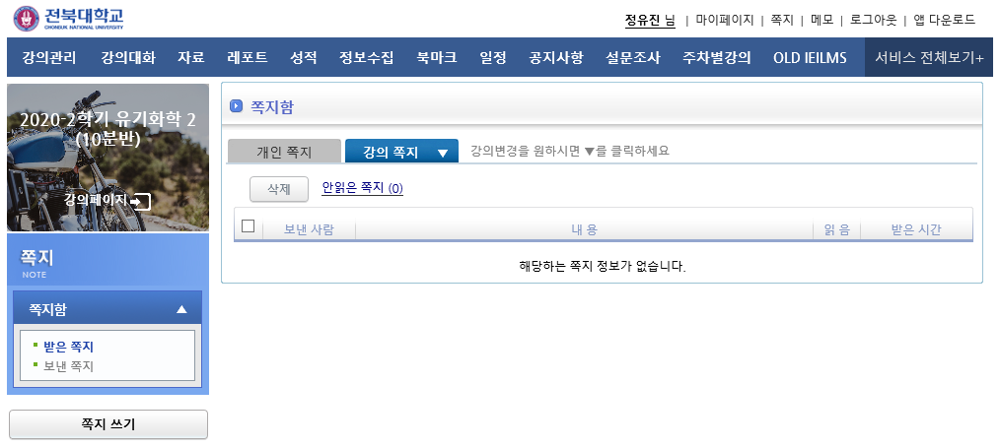 전북대학교
CHONBUK NATIONAL UNIVERSITY
정유진 님 | 마이페이지 | 쪽지 | 메모 | 로그아웃 | 앱 다운로드
강의관리 강의대화 자료 레포트 성적 정보수집 북마크 일정 공지사항 설문조사 주차별강의 OLD IEILMS 서비스 전체보기+
2020-2학기 유기화학 2
(10분반)
강의페이지
쪽지
NOTE
쪽지함 ▲
받은 쪽지
보낸 쪽지
쪽지 쓰기
쪽지함
개인 쪽지 강의 쪽지 ▼ 강의변경을 원하시면 ▼를 클릭하세요
삭제 안읽은 쪽지 (0)
보낸 사람 내 용 읽 음 받은 시간
해당하는 쪽지 정보가 없습니다.